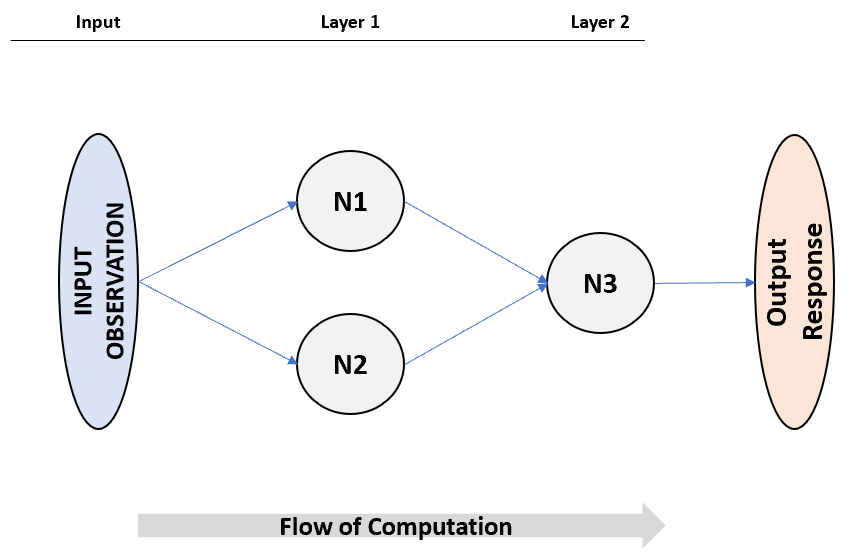 Input
Layer 1
Layer 2
INPUT
OBSERVATION
N1
N2
N3
Output
Response
Flow of Computation